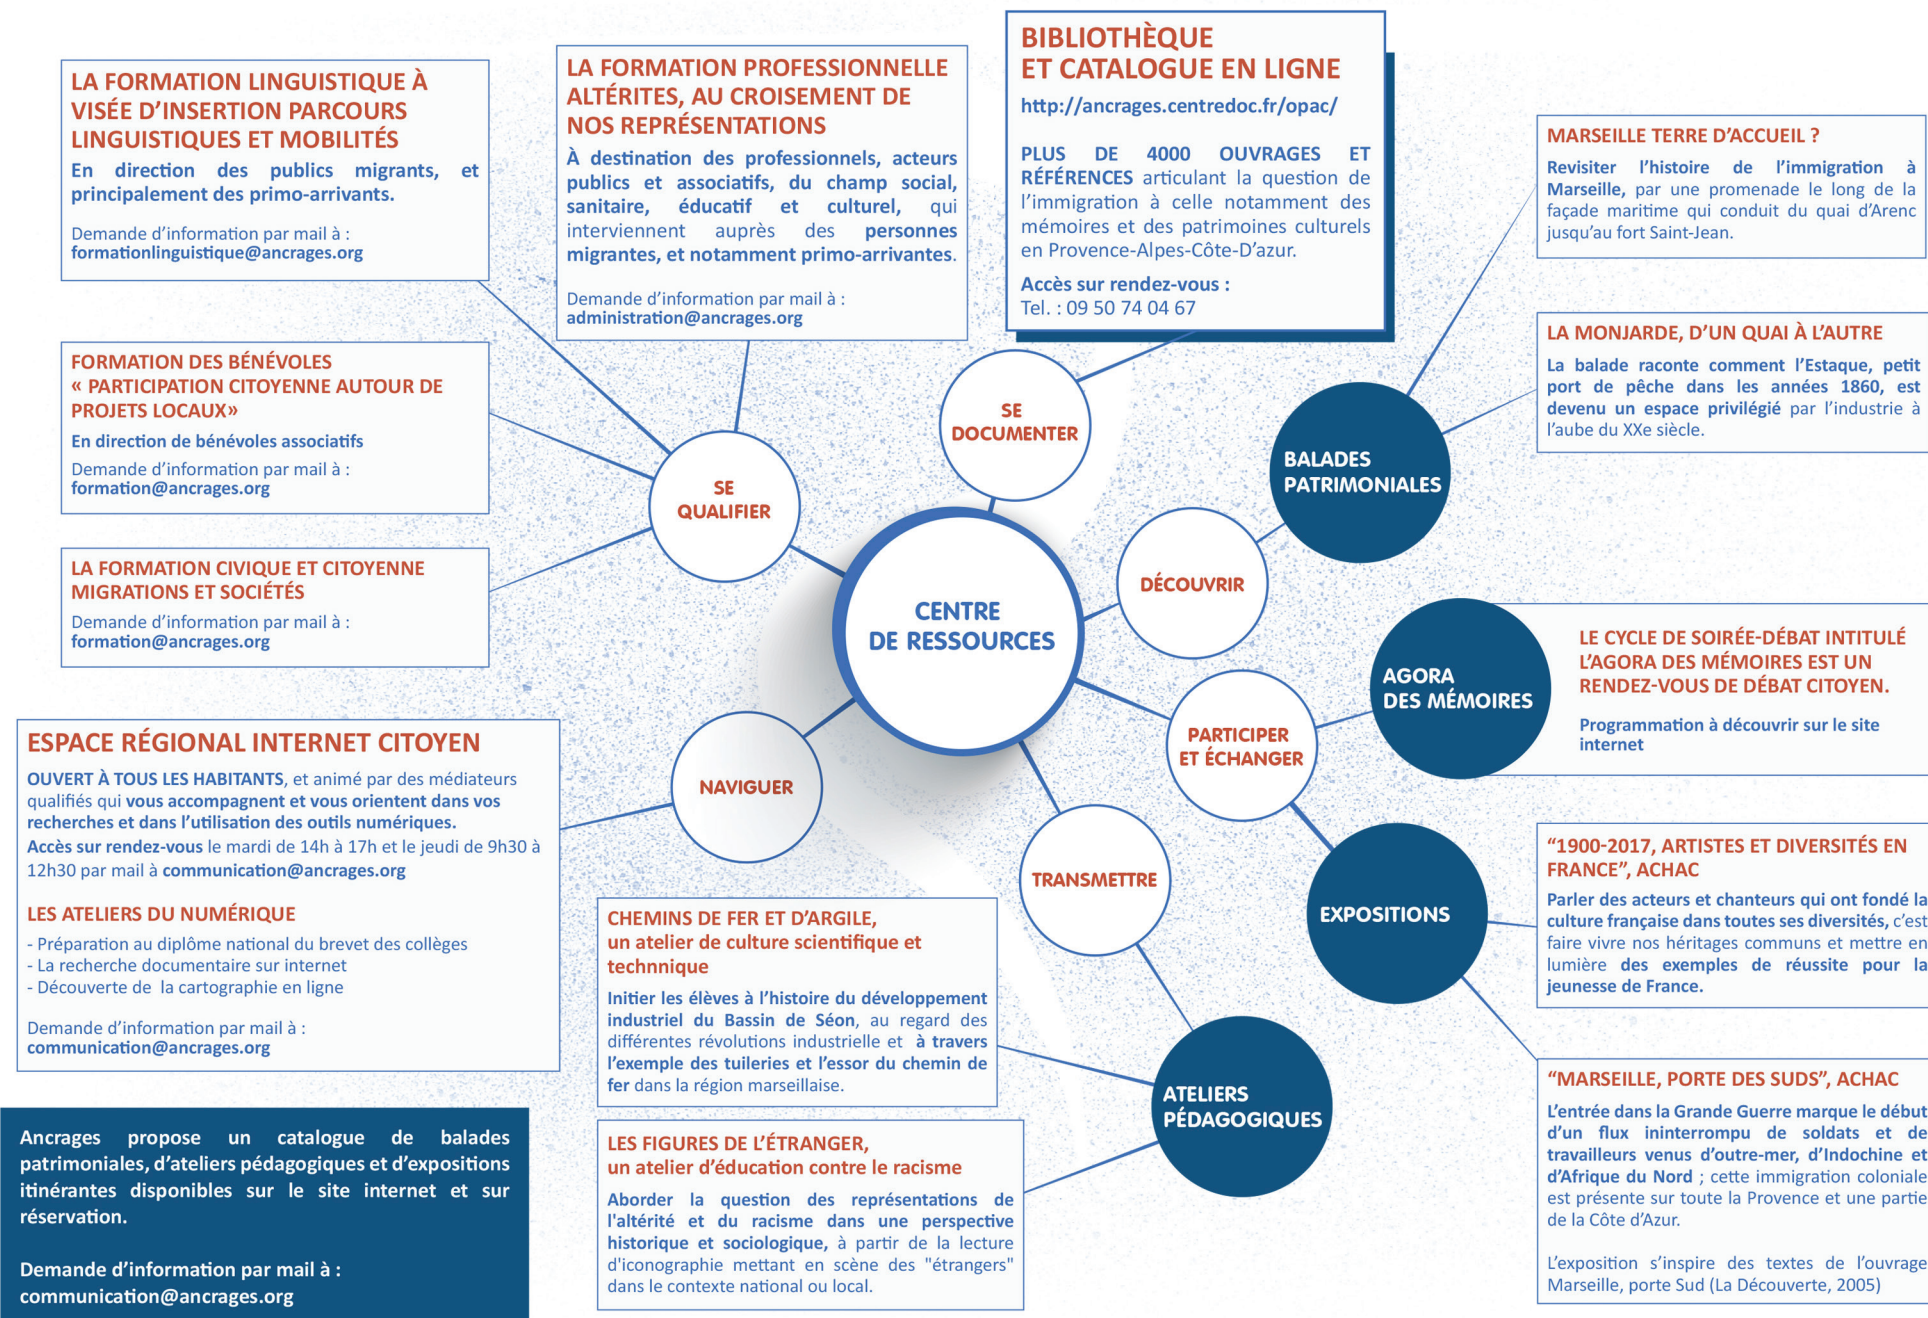 LA FORMATION LINGUISTIQUE À
VISÉE D'INSERTION PARCOURS
LINGUISTIQUES ET MOBILITÉS
En direction des publics migrants, et
principalement des primo-arrivants.
Demande d'information par mail à :
formationlinguistique@ancrages.org
LA FORMATION PROFESSIONNELLE
ALTÉRITES, AU CROISEMENT DE
NOS REPRÉSENTATIONS
À destination des professionnels, acteurs
publics et associatifs, du champ social,
sanitaire, éducatif et culturel, qui
interviennent auprès des personnes
migrantes, et notamment primo-arrivantes.
Demande d'information par mail à :
administration@ancrages.org
BIBLIOTHÈQUE
ET CATALOGUE EN LIGNE
http://ancrages.centredoc.fr/opac/
PLUS DE 4000 OUVRAGES ET
RÉFÉRENCES articulant la question de
l'immigration à celle notamment des
mémoires et des patrimoines culturels
en Provence-Alpes-Côte-D'azur.
Accès sur rendez-vous :
Tel. : 09 50 74 04 67
MARSEILLE TERRE D'ACCUEIL ?
Revisiter l'histoire de l'immigration à
Marseille, par une promenade le long de la
façade maritime qui conduit du quai d'Arenc
jusqu'au fort Saint-Jean.
LA MONJARDE, D'UN QUAI À L'AUTRE
La balade raconte comment l'Estaque, petit
port de pêche dans les années 1860, est
devenu un espace privilégié par l'industrie à
l'aube du XXe siècle.
FORMATION DES BÉNÉVOLES
« PARTICIPATION CITOYENNE AUTOUR DE
PROJETS LOCAUX»
En direction de bénévoles associatifs
Demande d'information par mail à :
formation@ancrages.org
LA FORMATION CIVIQUE ET CITOYENNE
MIGRATIONS ET SOCIÉTÉS
Demande d'information par mail à :
formation@ancrages.org
SE
QUALIFIER
SE
DOCUMENTER
BALADES
PATRIMONIALES
DÉCOUVRIR
CENTRE
DE RESSOURCES
AGORA
DES MÉMOIRES
LE CYCLE DE SOIRÉE-DÉBAT INTITULÉ
L'AGORA DES MÉMOIRES EST UN
RENDEZ-VOUS DE DÉBAT CITOYEN.
Programmation à découvrir sur le site
internet
PARTICIPER
ET ÉCHANGER
NAVIGUER
TRANSMETTRE
EXPOSITIONS
ESPACE RÉGIONAL INTERNET CITOYEN
OUVERT À TOUS LES HABITANTS, et animé par des médiateurs
qualifiés qui vous accompagnent et vous orientent dans vos
recherches et dans l'utilisation des outils numériques.
Accès sur rendez-vous le mardi de 14h à 17h et le jeudi de 9h30 à
12h30 par mail à communication@ancrages.org
LES ATELIERS DU NUMÉRIQUE
- Préparation au diplôme national du brevet des collèges
- La recherche documentaire sur internet
- Découverte de la cartographie en ligne
Demande d'information par mail à :
communication@ancrages.org
"1900-2017, ARTISTES ET DIVERSITÉS EN
FRANCE", ACHAC
Parler des acteurs et chanteurs qui ont fondé la
culture française dans toutes ses diversités, c'est
faire vivre nos héritages communs et mettre en
lumière des exemples de réussite pour la
jeunesse de France.
CHEMINS DE FER ET D'ARGILE,
un atelier de culture scientifique et
technnique
Initier les élèves à l'histoire du développement
industriel du Bassin de Séon, au regard des
différentes révolutions industrielle et à travers
l'exemple des tuileries et l'essor du chemin de
fer dans la région marseillaise.
ATELIERS
PÉDAGOGIQUES
"MARSEILLE, PORTE DES SUDS", ACHAC
L'entrée dans la Grande Guerre marque le début
d'un flux ininterrompu de soldats et de
travailleurs venus d'outre-mer, d'Indochine et
d'Afrique du Nord ; cette immigration coloniale
est présente sur toute la Provence et une partie
de la Côte d'Azur.
L'exposition s'inspire des textes de l'ouvrage
Marseille, porte Sud (La Découverte, 2005)
Ancrages propose un catalogue de balades
patrimoniales, d'ateliers pédagogiques et d'expositions
itinérantes disponibles sur le site internet et sur
réservation.
Demande d'information par mail à :
communication@ancrages.org
LES FIGURES DE L'ÉTRANGER,
un atelier d'éducation contre le racisme
Aborder la question des représentations de
l'altérité et du racisme dans une perspective
historique et sociologique, à partir de la lecture
d'iconographie mettant en scène des "étrangers"
dans le contexte national ou local.